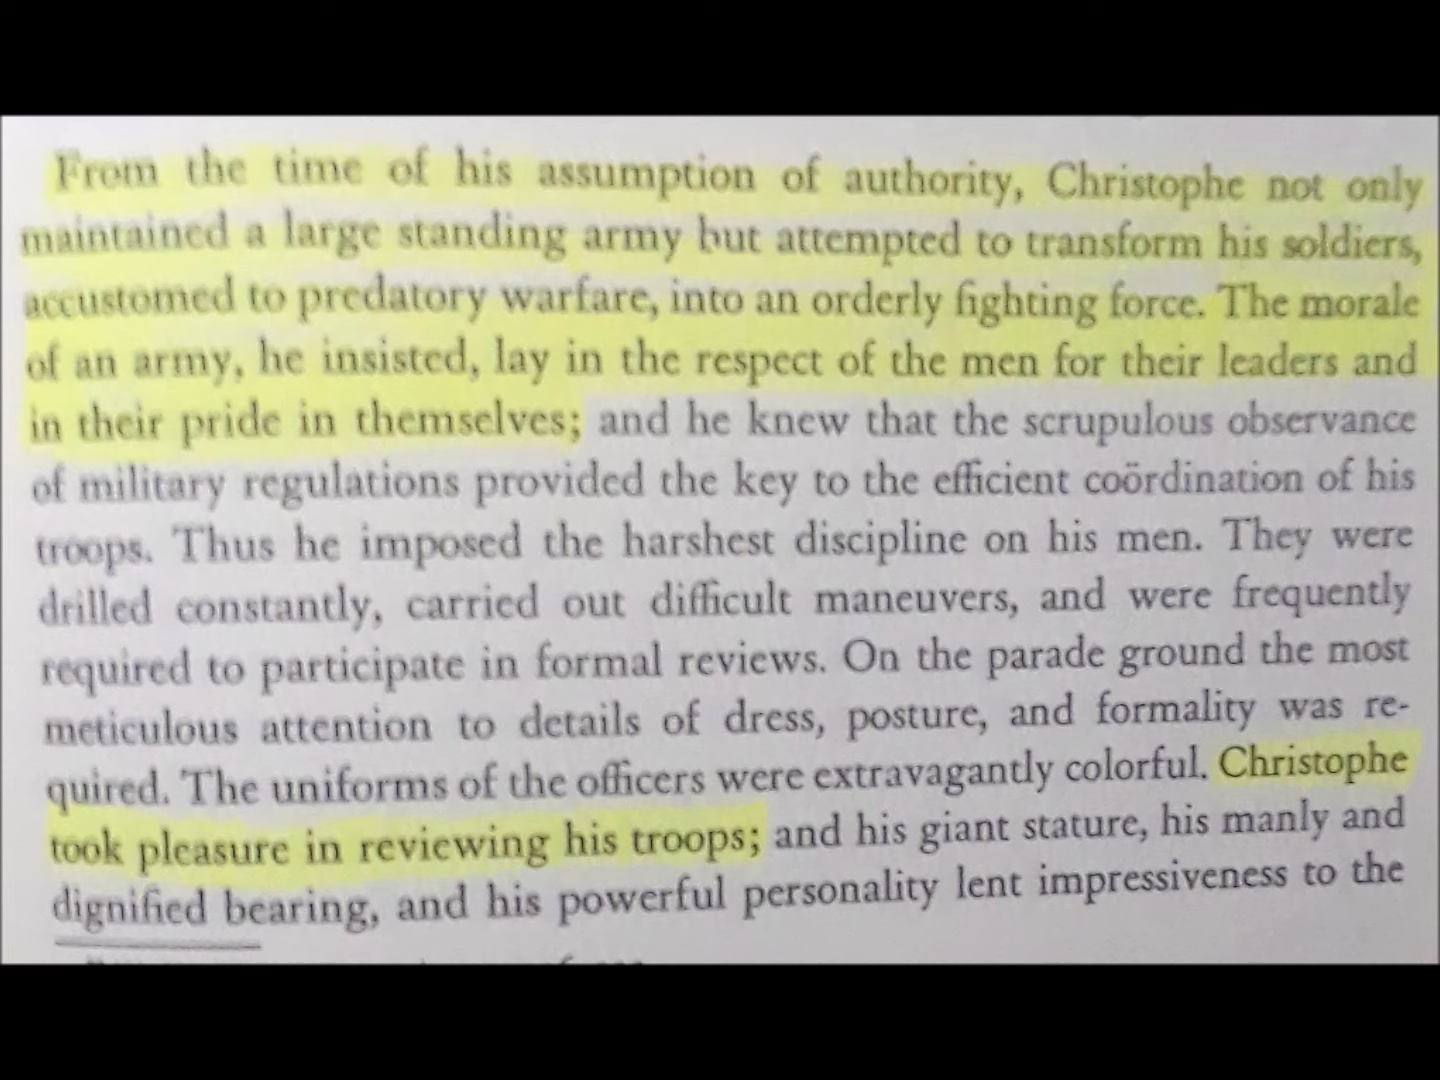 From the time of his assumption of authority, Christophe not only
maintained a large standing army but attempted to transform his soldiers,
accustomed to predatory warfare, into an orderly fighting force. The morale
of an army, he insisted, lay in the respect of the men for their leaders and
in their pride in themselves; and he knew that the scrupulous observance
of military regulations provided the key to the efficient coördination of his
troops. Thus he imposed the harshest discipline on his men. They were
drilled constantly, carried out difficult maneuvers, and were frequently
required to participate in formal reviews. On the parade ground the most
meticulous attention to details of dress, posture, and formality was re-
quired. The uniforms of the officers were extravagantly colorful. Christophe
took pleasure in reviewing his troops; and his giant stature, his manly and
dignified bearing, and his powerful personality lent impressiveness to the